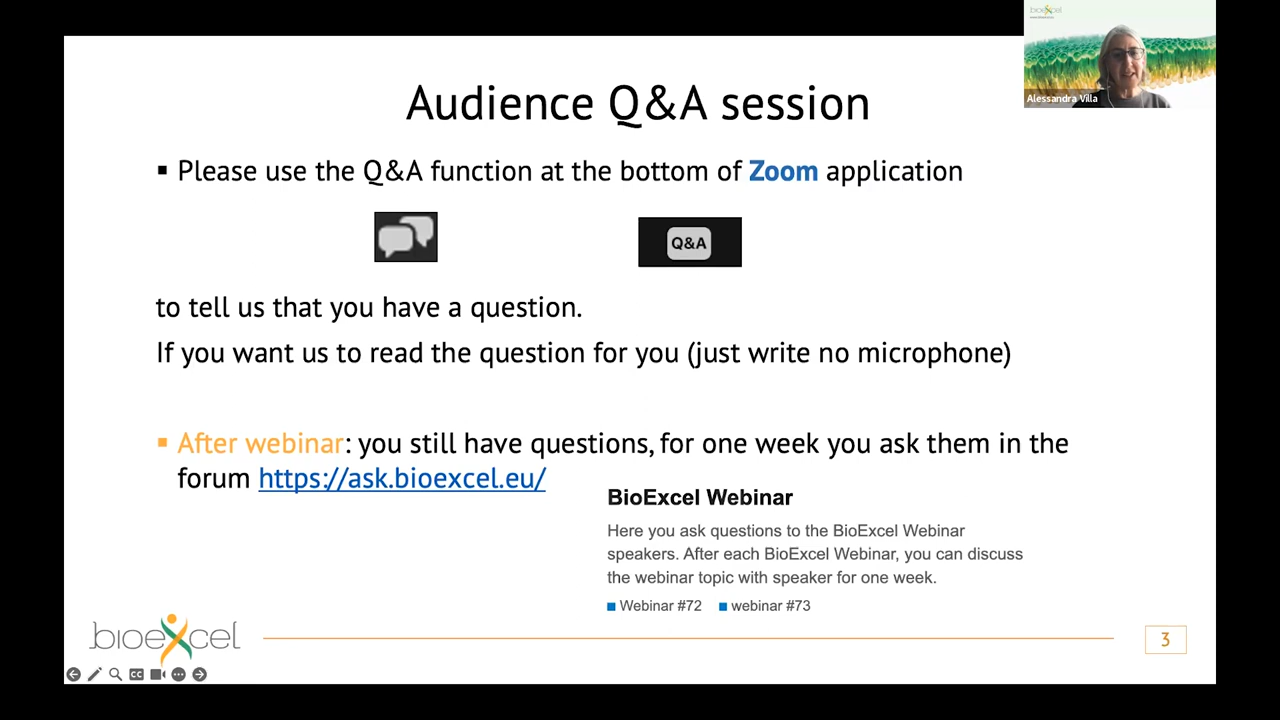 bioexcel
Alessandra Villa
Audience Q&A session
▪ Please use the Q&A function at the bottom of Zoom application
Q&A
to tell us that you have a question.
If you want us to read the question for you (just write no microphone)
▪ After webinar: you still have questions, for one week you ask them in the
forum https://ask.bioexcel.eu/
BioExcel Webinar
Here you ask questions to the BioExcel Webinar
speakers. After each BioExcel Webinar, you can discuss
the webinar topic with speaker for one week.
Webinar #72 webinar #73
bioexcel
3
CC